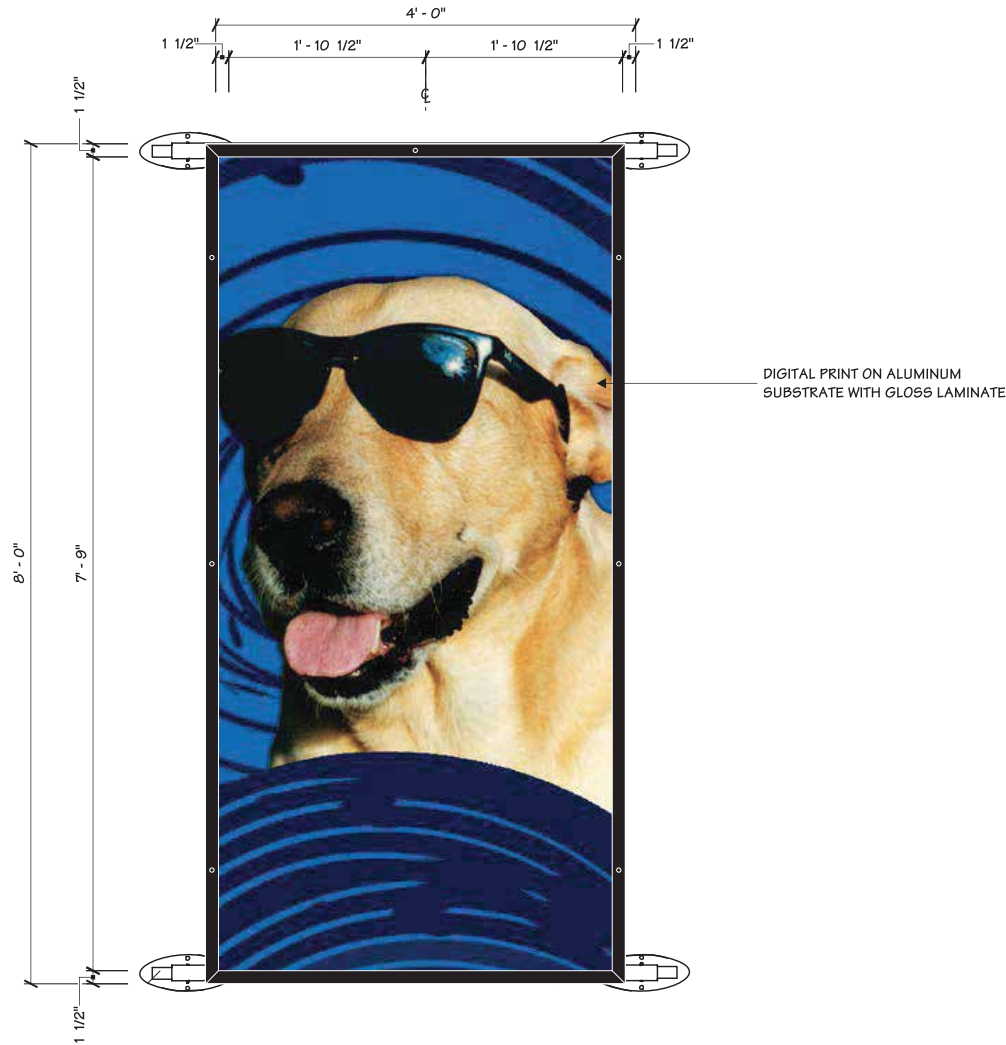 4' - 0"
1 1/2"
1' - 10 1/2"
1' - 10 1/2"
1 1/2"
℄
1 1/2"
DIGITAL PRINT ON ALUMINUM
SUBSTRATE WITH GLOSS LAMINATE
8' - 0"
7' - 9"
1 1/2"